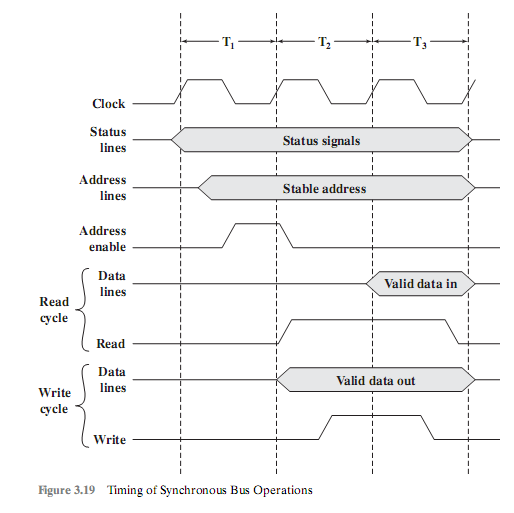 T1
T2
T3
Clock
Status
lines
Status signals
Address
lines
Stable address
Address
enable
Read
cycle
Data
lines
Valid data in
Read
Write
cycle
Data
lines
Valid data out
Write
Figure 3.19 Timing of Synchronous Bus Operations